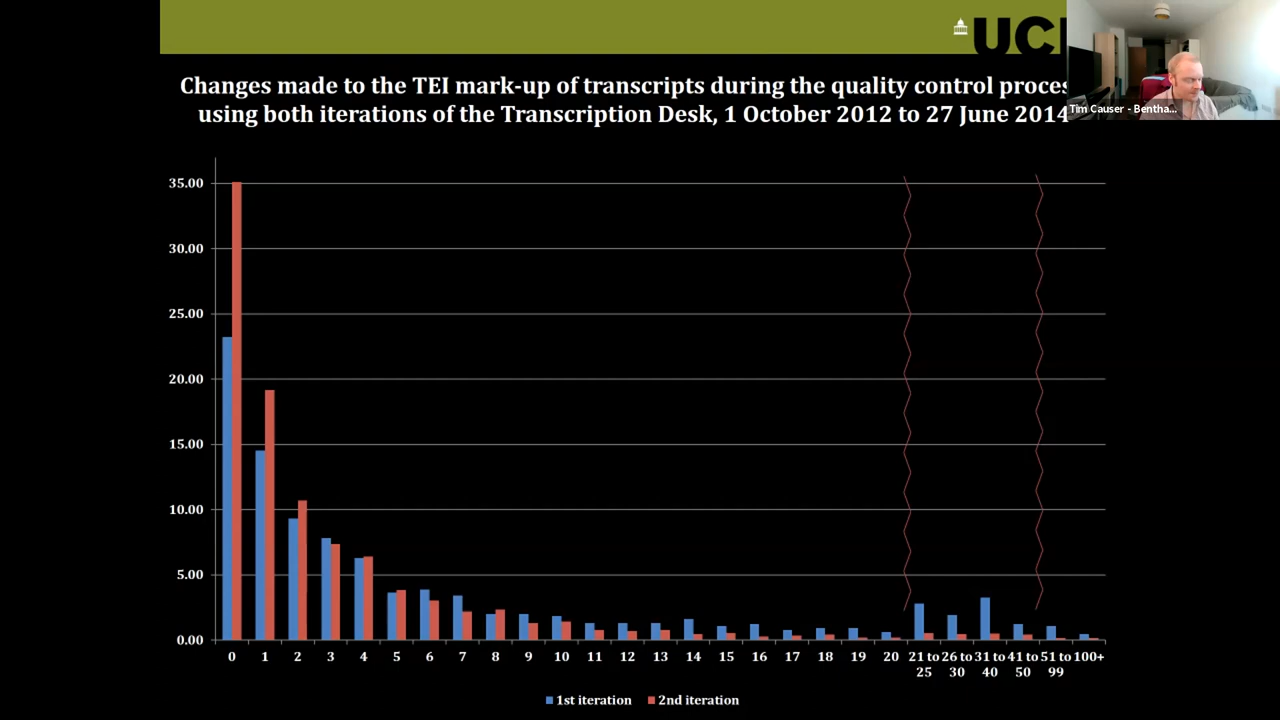 UCL
Changes made to the TEI mark-up of transcripts during the quality control proces
using both iterations of the Transcription Desk, 1 October 2012 to 27 June 2014
Tim Causer - Bentha...
35.00
30.00
25.00
20.00
15.00
10.00
5.00
0.00
0 1 2 3 4 5 6 7 8 9 10 11 12 13 14 15 16 17 18 19 20 21 to 26 to 31 to 41 to 51 to 100+
25 30 40 50 99
1st iteration 2nd iteration